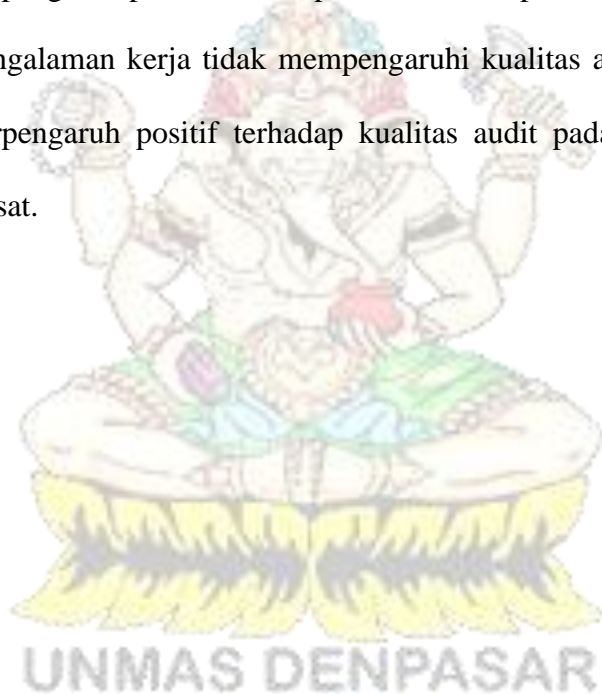 ngalaman kerja tidak mempengaruhi kualitas a
rpengaruh positif terhadap kualitas audit pada
sat.
UNMAS DENPASAR